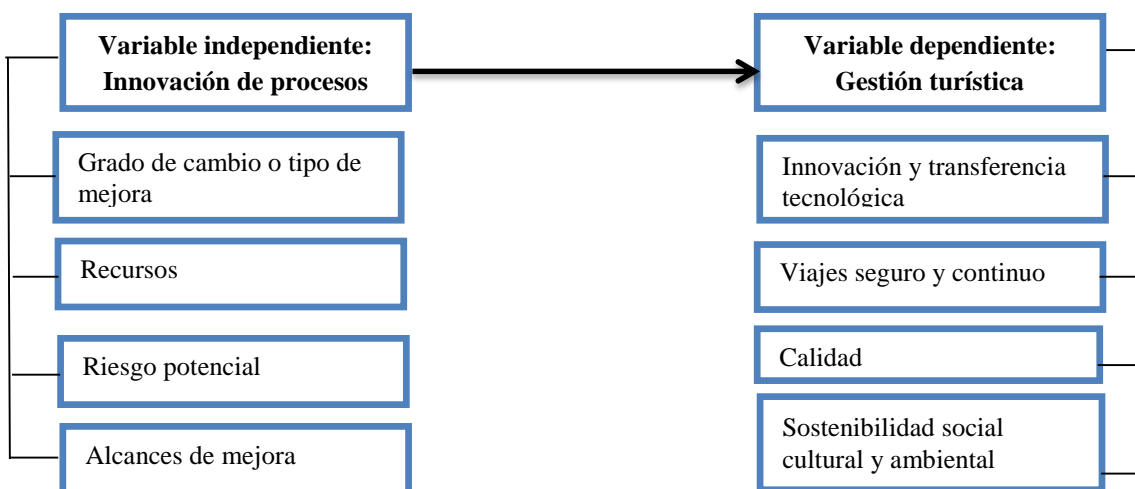 Variable independiente:
Innovación de procesos
Grado de cambio o tipo de
mejora
Recursos
Riesgo potencial
Alcances de mejora
Variable dependiente:
Gestión turística
Innovación y transferencia
tecnológica
Viajes seguro y continuo
Calidad
Sostenibilidad social
cultural y ambiental